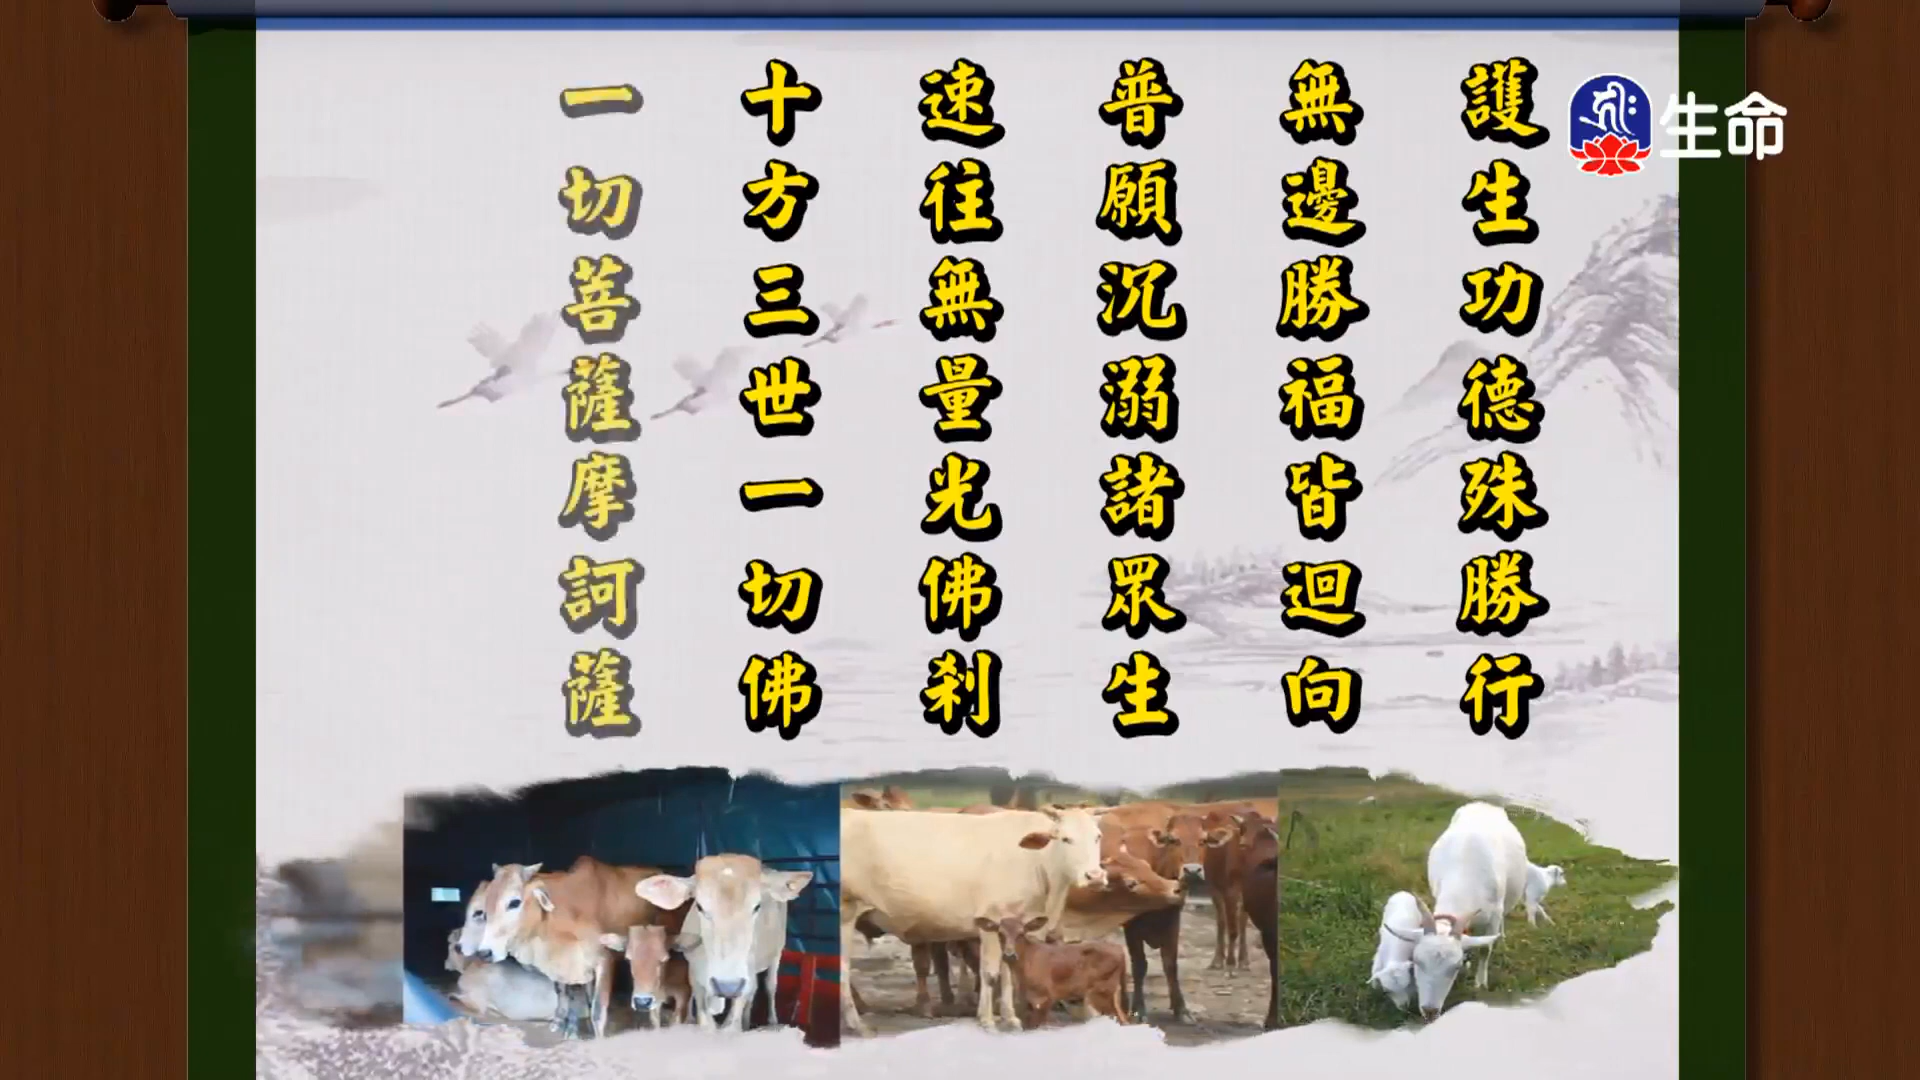 護生功德殊勝行
無邊勝福皆迴向
普願沉溺諸眾生
速往無量光佛剎
十方三世一切佛
一切菩薩摩訶薩
生命